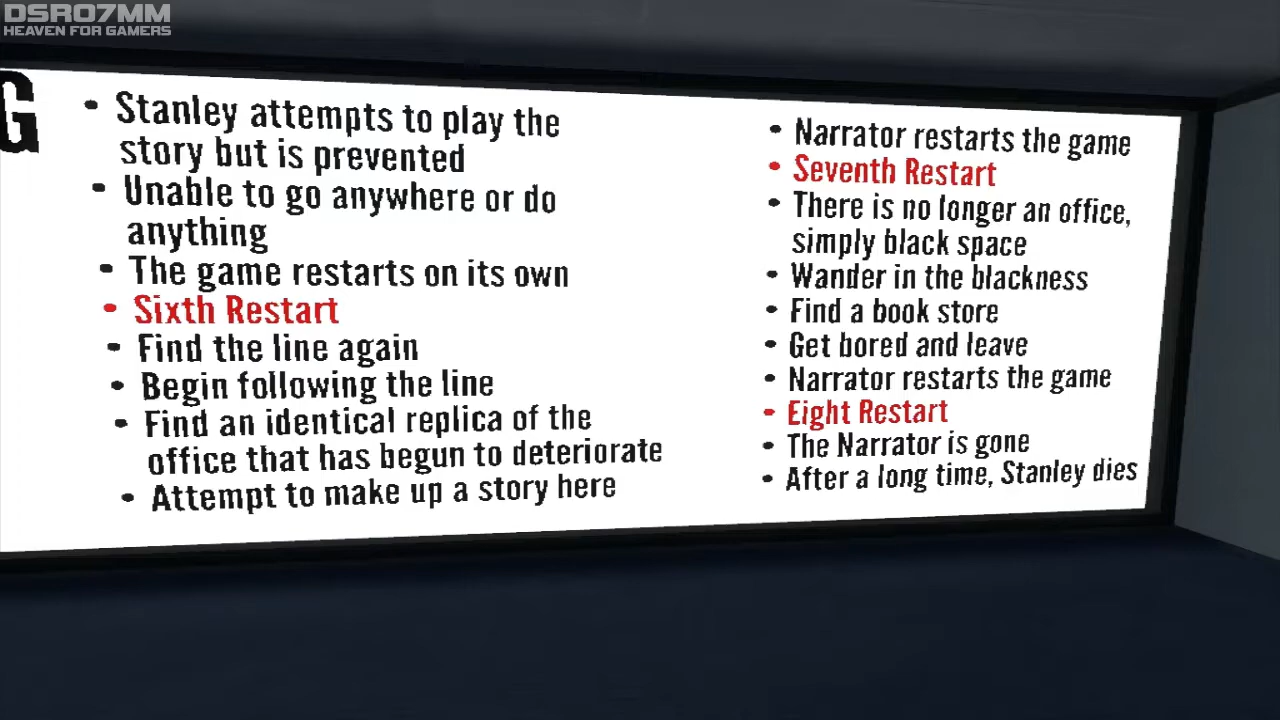 DSRO7MM
HEAVEN FOR GAMERS
G
• Stanley attempts to play the
story but is prevented
• Unable to go anywhere or do
anything
• The game restarts on its own
• Sixth Restart
• Find the line again
• Begin following the line
• Find an identical replica of the
office that has begun to deteriorate
• Attempt to make up a story here
• Narrator restarts the game
• Seventh Restart
• There is no longer an office,
simply black space
• Wander in the blackness
• Find a book store
• Get bored and leave
• Narrator restarts the game
• Eight Restart
• The Narrator is gone
• After a long time, Stanley dies